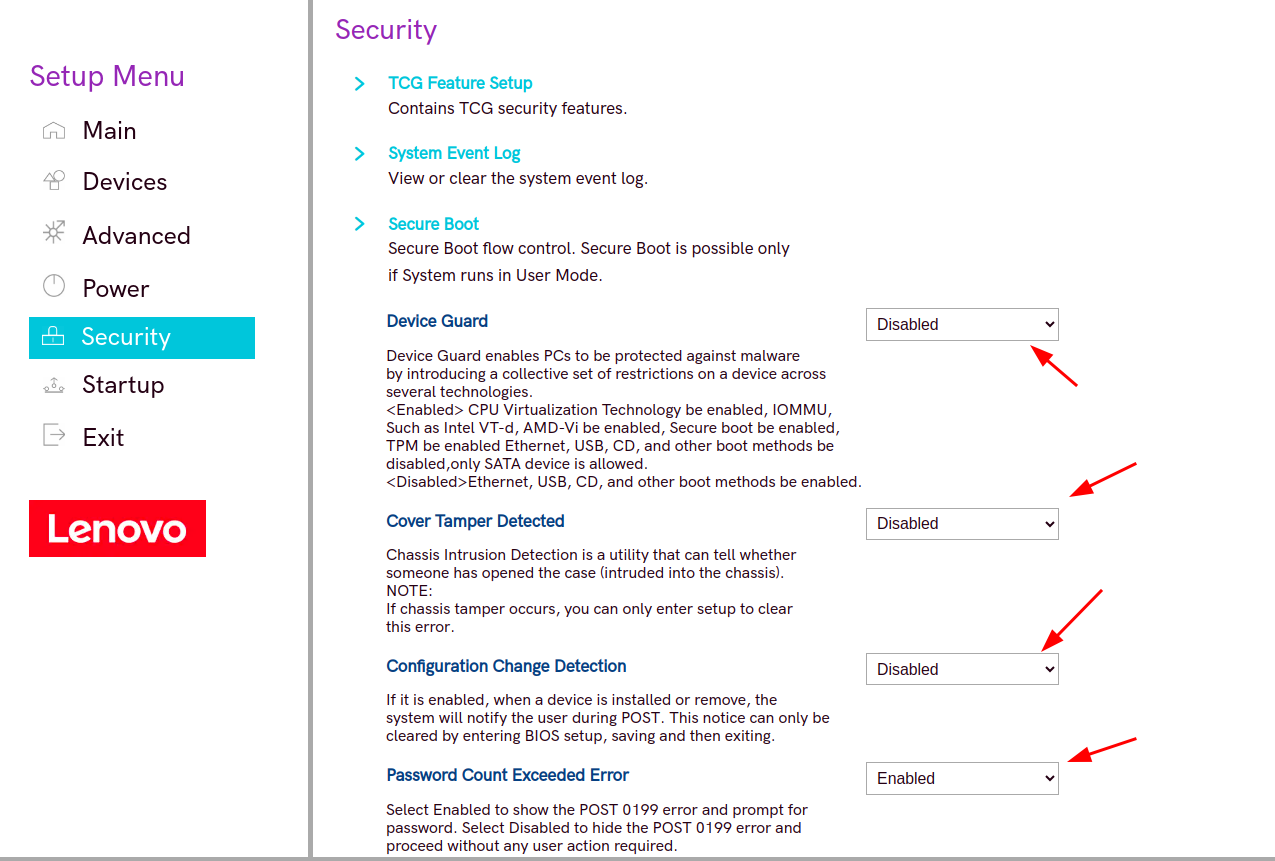 Setup Menu
Main
Devices
Advanced
Power
Security
Startup
Exit
Lenovo
Security
TCG Feature Setup
Contains TCG security features.
System Event Log
View or clear the system event log.
Secure Boot
Secure Boot flow control. Secure Boot is possible only
if System runs in User Mode.
Device Guard
Disabled
Device Guard enables PCs to be protected against malware
by introducing a collective set of restrictions on a device across
several technologies.
<Enabled> CPU Virtualization Technology be enabled, IOMMU,
Such as Intel VT-d, AMD-Vi be enabled, Secure boot be enabled,
TPM be enabled Ethernet, USB, CD, and other boot methods be
disabled,only SATA device is allowed.
<Disabled>Ethernet, USB, CD, and other boot methods be enabled.
Cover Tamper Detected
Disabled
Chassis Intrusion Detection is a utility that can tell whether
someone has opened the case (intruded into the chassis).
NOTE:
If chassis tamper occurs, you can only enter setup to clear
this error.
Configuration Change Detection
Disabled
If it is enabled, when a device is installed or remove, the
system will notify the user during POST. This notice can only be
cleared by entering BIOS setup, saving and then exiting.
Password Count Exceeded Error
Enabled
Select Enabled to show the POST 0199 error and prompt for
password. Select Disabled to hide the POST 0199 error and
proceed without any user action required.